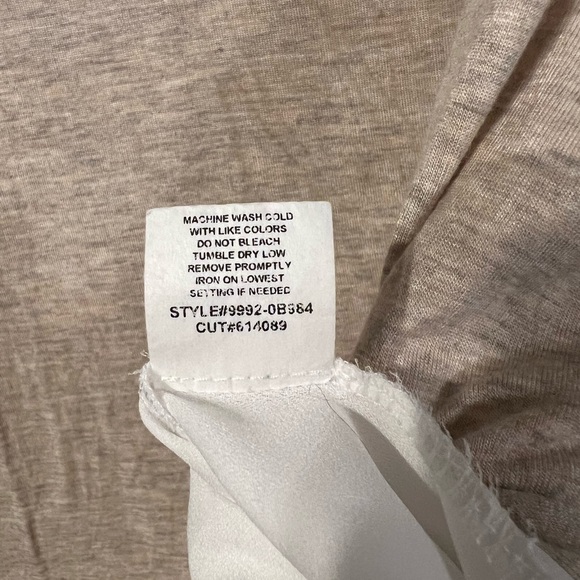 MACHINE WASH COLD
WITH LIKE COLORS
DO NOT BLEACH
TUMBLE DRY LOW
REMOVE PROMPTLY
IRON ON LOWEST
SETTING IF NEEDED
STYLE#9992-0B984
CUT#614089